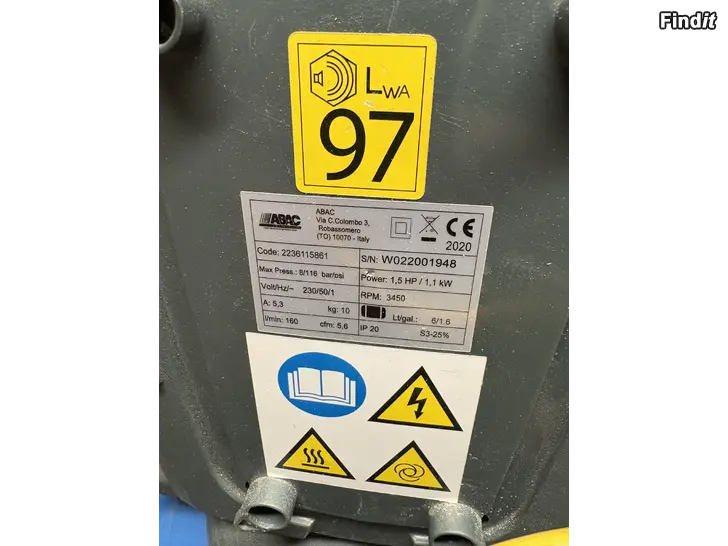 Findit
LWA
97
ABAC
ABAC
Via C.Colombo 3,
Robassomero
(TO) 10070 - Italy
CE
2020
Code: 2236115861
S/N: W022001948
Max Press.: 8/116 bar/psi
Power: 1,5 HP / 1,1 kW
Volt/Hz/~ 230/50/1
RPM: 3450
A: 5,3 kg: 10
Lt/gal.: 6/1.6
l/min: 160 cfm: 5,6
IP 20 S3-25%